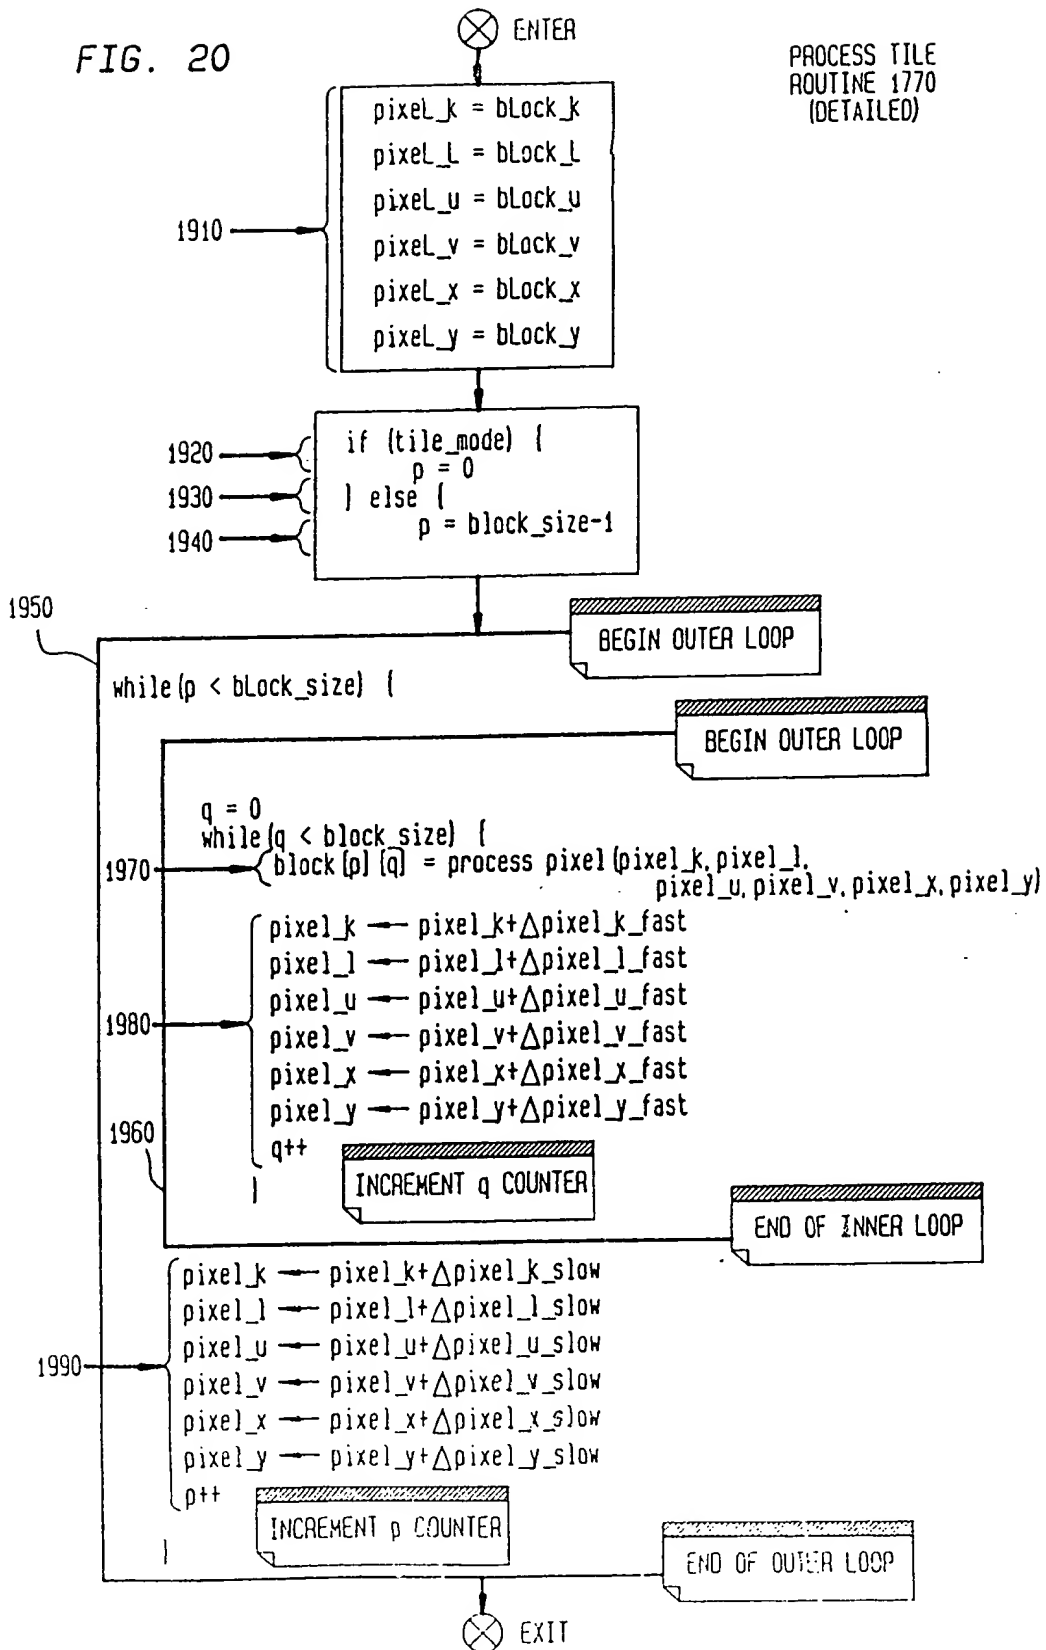 FIG. 20
ENTER
PROCESS TILE
ROUTINE 1770
(DETAILED)
1910
pixel_k = block_k
pixel_l = block_l
pixel_u = block_u
pixel_v = block_v
pixel_x = block_x
pixel_y = block_y
1920
if (tile_mode) {
p = 0
1930
} else {
1940
p = block_size-1
1950
BEGIN OUTER LOOP
while (p < block_size) {
BEGIN OUTER LOOP
q = 0
while (q < block_size) {
1970
block [p] [q] = process pixel (pixel_k, pixel_l,
pixel_u, pixel_v, pixel_x, pixel_y)
1980
pixel_k ← pixel_k+Δpixel_k_fast
pixel_l ← pixel_l+Δpixel_l_fast
pixel_u ← pixel_u+Δpixel_u_fast
pixel_v ← pixel_v+Δpixel_v_fast
pixel_x ← pixel_x+Δpixel_x_fast
pixel_y ← pixel_y+Δpixel_y_fast
1960
q++
INCREMENT q COUNTER
}
END OF INNER LOOP
1990
pixel_k ← pixel_k+Δpixel_k_slow
pixel_l ← pixel_l+Δpixel_l_slow
pixel_u ← pixel_u+Δpixel_u_slow
pixel_v ← pixel_v+Δpixel_v_slow
pixel_x ← pixel_x+Δpixel_x_slow
pixel_y ← pixel_y+Δpixel_y_slow
p++
INCREMENT p COUNTER
}
END OF OUTER LOOP
EXIT